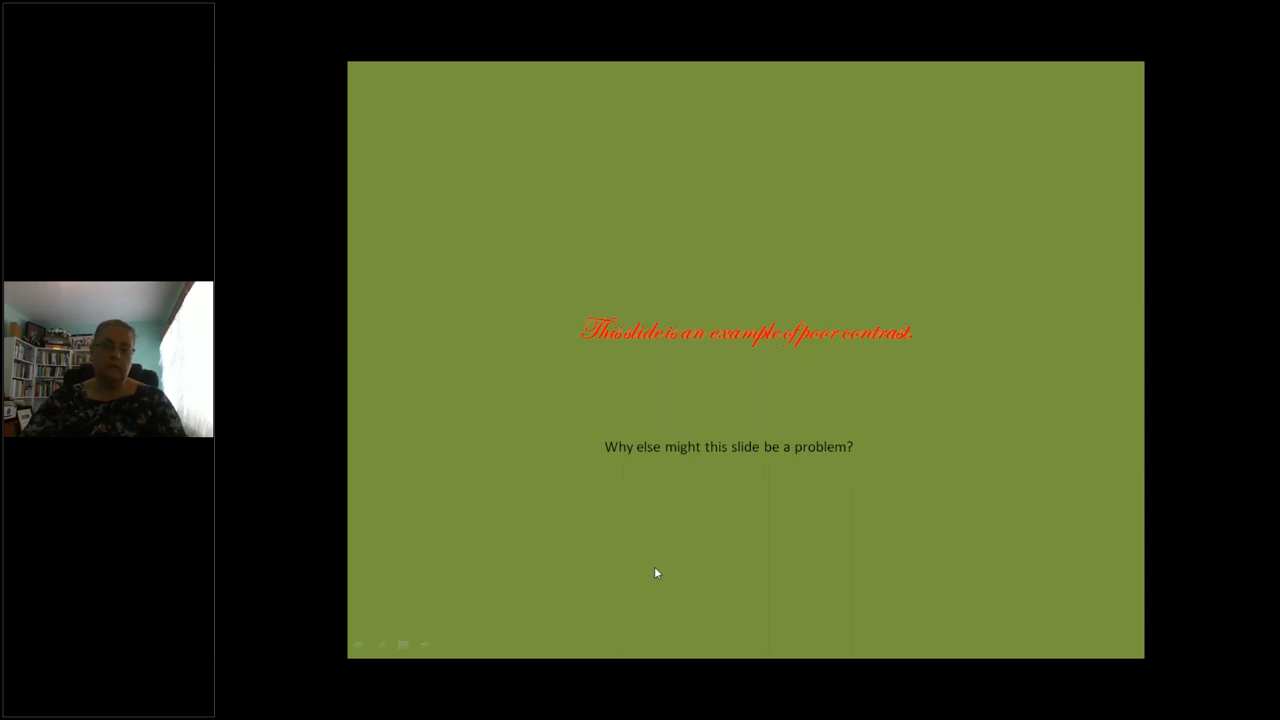 This slide is an example of poor contrast.
Why else might this slide be a problem?